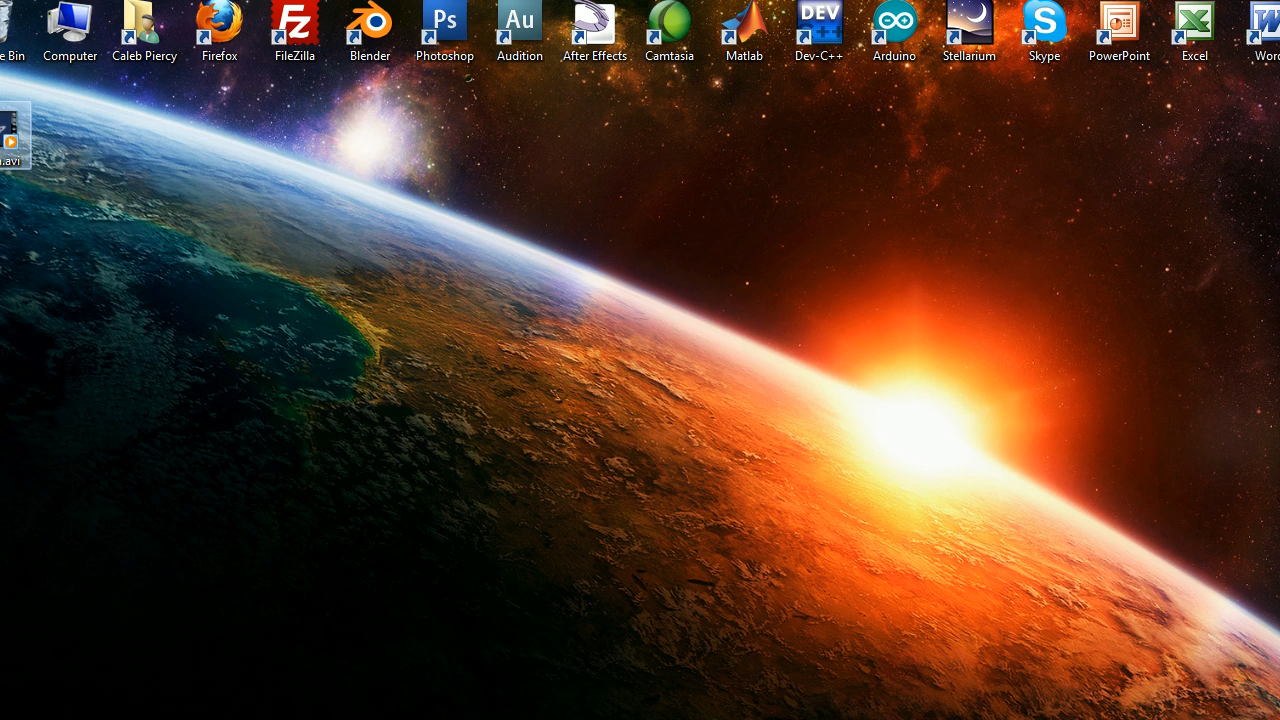 e Bin
Computer
Caleb Piercy
Firefox
FileZilla
Blender
Photoshop
Audition
After Effects
Camtasia
Matlab
Dev-C++
Arduino
Stellarium
Skype
PowerPoint
Excel
Word
Fz
Ps
Au
DEV
++
S
X
W
.avi